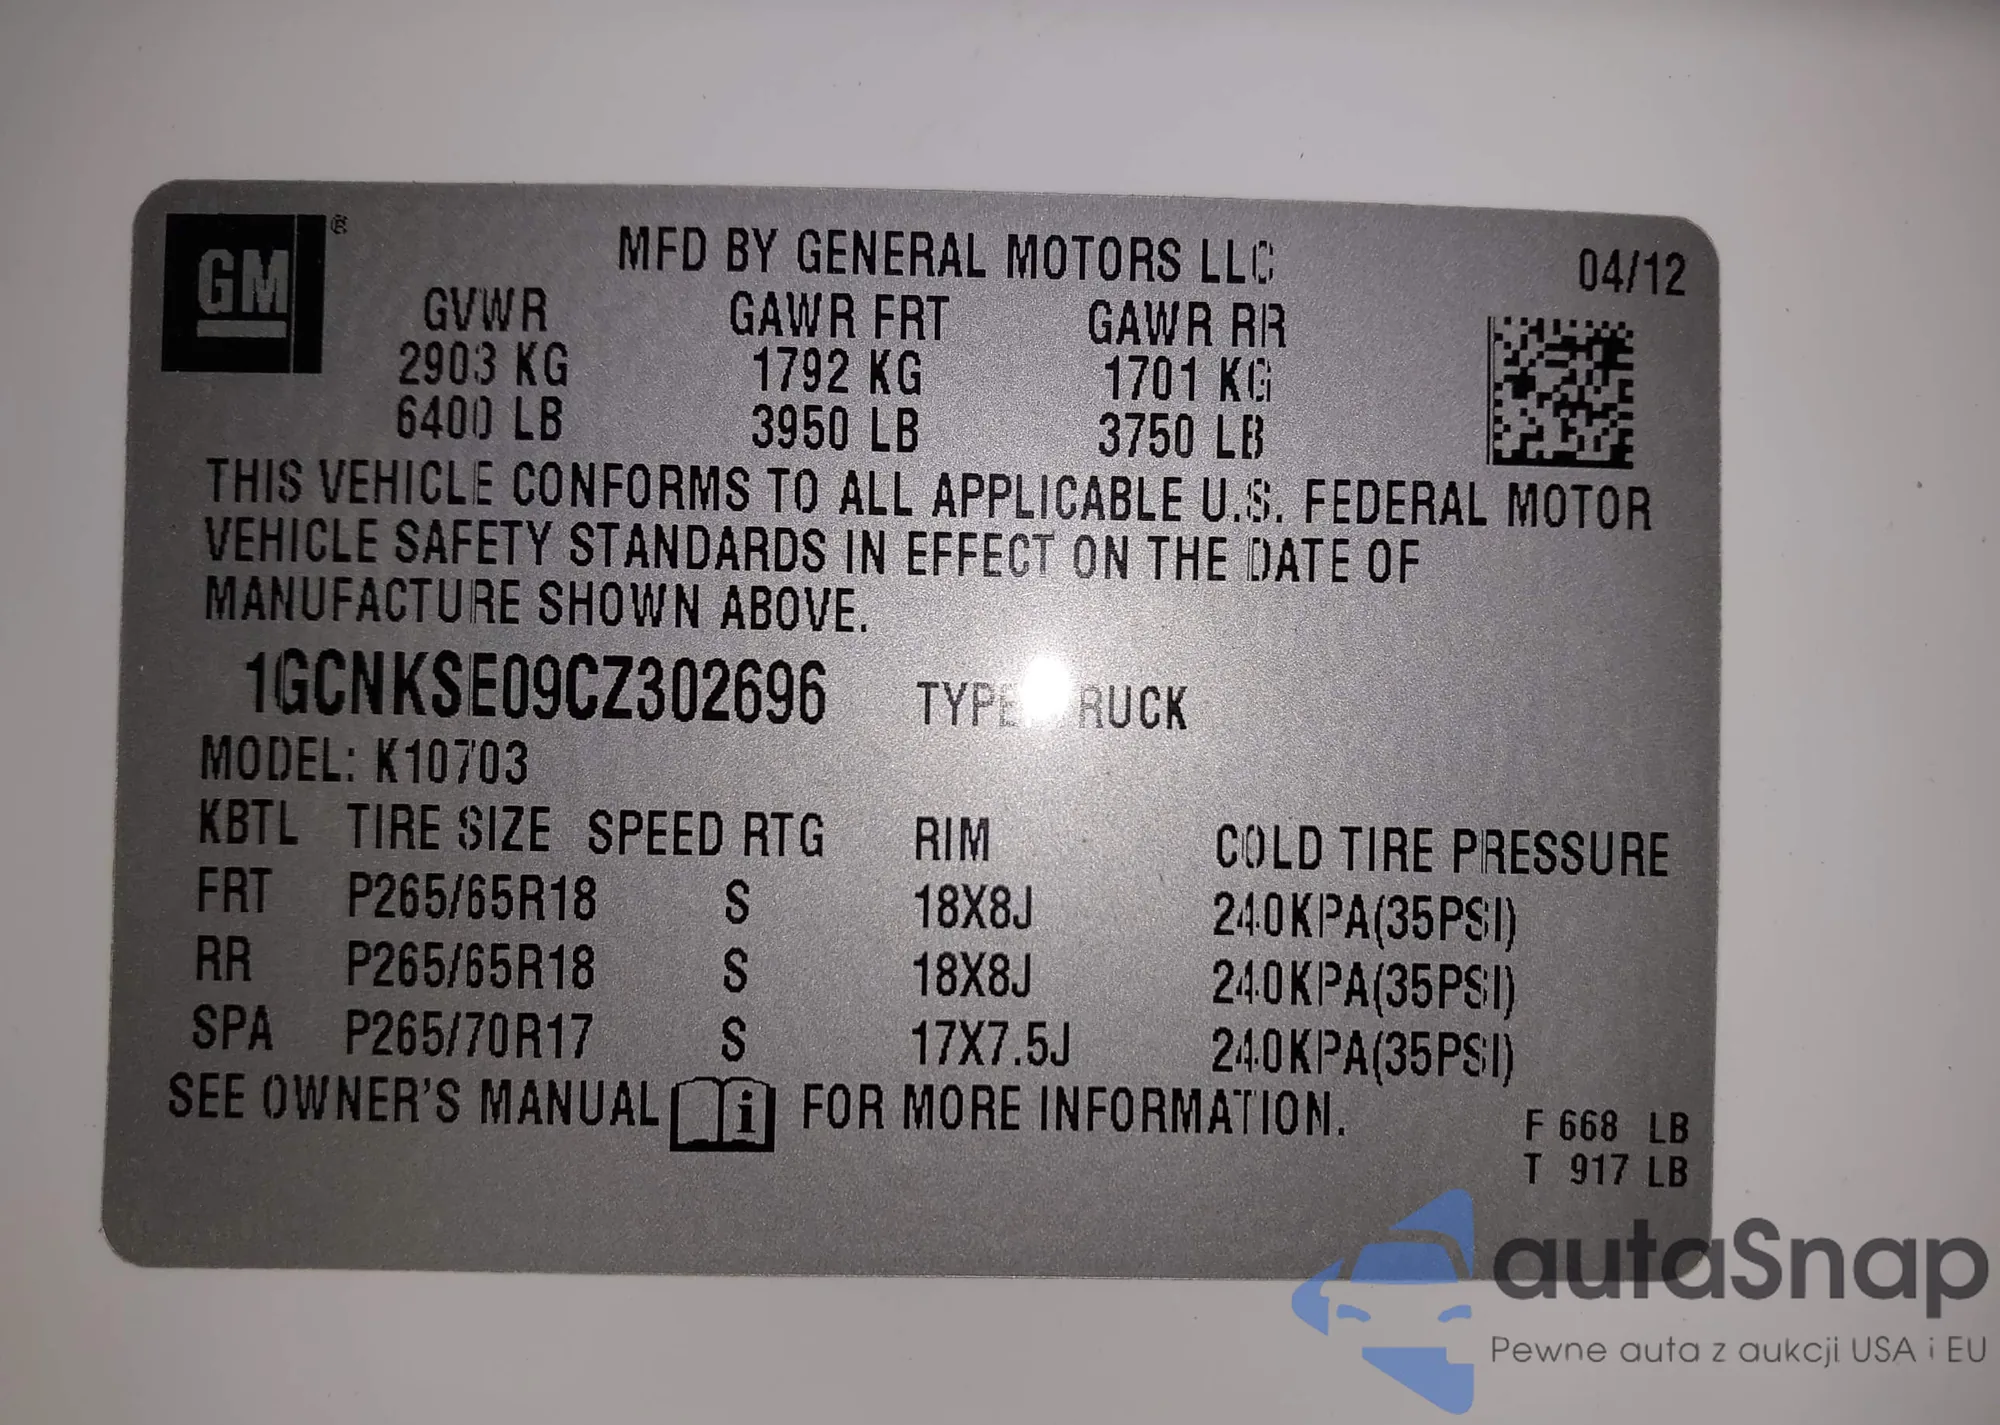 GM ®
MFD BY GENERAL MOTORS LLC 04/12
GVWR GAWR FRT GAWR RR
2903 KG 1792 KG 1701 KG
6400 LB 3950 LB 3750 LB
THIS VEHICLE CONFORMS TO ALL APPLICABLE U.S. FEDERAL MOTOR
VEHICLE SAFETY STANDARDS IN EFFECT ON THE DATE OF
MANUFACTURE SHOWN ABOVE.
1GCNKSE09CZ302696 TYPE RUCK
MODEL: K10703
KBTL TIRE SIZE SPEED RTG RIM COLD TIRE PRESSURE
FRT P265/65R18 S 18X8J 240KPA(35PSI)
RR P265/65R18 S 18X8J 240KPA(35PSI)
SPA P265/70R17 S 17X7.5J 240KPA(35PSI)
SEE OWNER'S MANUAL i FOR MORE INFORMATION.
F 668 LB
T 917 LB
autaSnap
Pewne auta z aukcji USA i EU